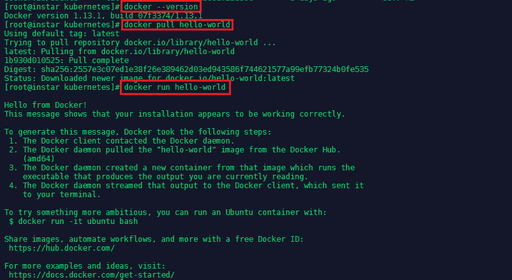 [root@instar kubernetes]# docker --version
Docker version 1.13.1, build 07f3374/1.13.1
[root@instar kubernetes]# docker pull hello-world
Using default tag: latest
Trying to pull repository docker.io/library/hello-world ...
latest: Pulling from docker.io/library/hello-world
1b930d010525: Pull complete
Digest: sha256:2557e3c07ed1e38f26e389462d03ed943586f744621577a99efb77324b0fe535
Status: Downloaded newer image for docker.io/hello-world:latest
[root@instar kubernetes]# docker run hello-world
Hello from Docker!
This message shows that your installation appears to be working correctly.
To generate this message, Docker took the following steps:
1. The Docker client contacted the Docker daemon.
2. The Docker daemon pulled the "hello-world" image from the Docker Hub.
(amd64)
3. The Docker daemon created a new container from that image which runs the
executable that produces the output you are currently reading.
4. The Docker daemon streamed that output to the Docker client, which sent it
to your terminal.
To try something more ambitious, you can run an Ubuntu container with:
$ docker run -it ubuntu bash
Share images, automate workflows, and more with a free Docker ID:
https://hub.docker.com/
For more examples and ideas, visit:
https://docs.docker.com/get-started/